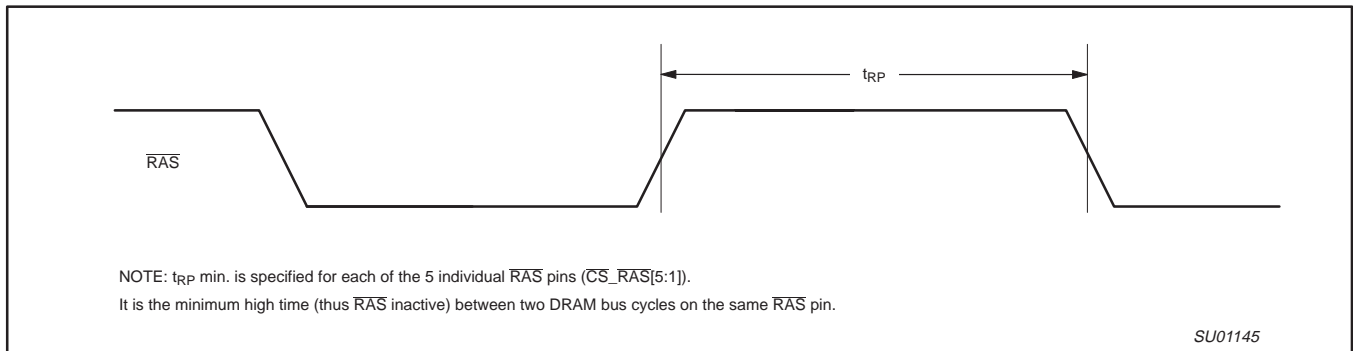 tRP
RAS
NOTE: tRP min. is specified for each of the 5 individual RAS pins (CS_RAS[5:1]).
It is the minimum high time (thus RAS inactive) between two DRAM bus cycles on the same RAS pin.
SU01145